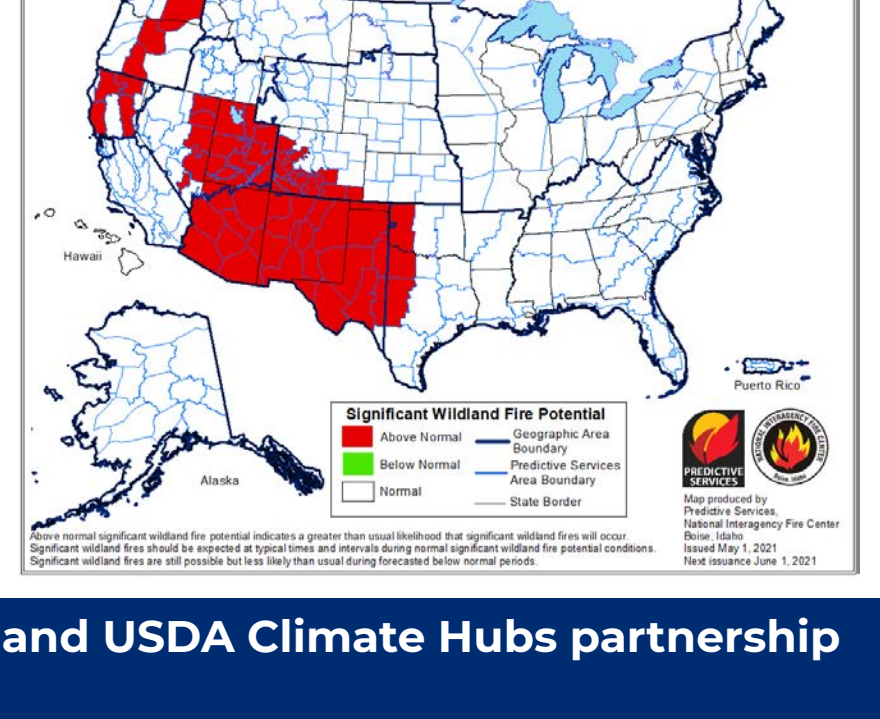 Hawaii
Puerto Rico
Alaska
Significant Wildland Fire Potential
Above Normal
Below Normal
Normal
Geographic Area
Boundary
Predictive Services
Area Boundary
State Border
PREDICTIVE
SERVICES
NATIONAL INTERAGENCY FIRE CENTER
Boise, Idaho
Map produced by
Predictive Services,
National Interagency Fire Center
Boise, Idaho
Issued May 1, 2021
Next issuance June 1, 2021
Above normal significant wildland fire potential indicates a greater than usual likelihood that significant wildland fires will occur.
Significant wildland fires should be expected at typical times and intervals during normal significant wildland fire potential conditions.
Significant wildland fires are still possible but less likely than usual during forecasted below normal periods.
and USDA Climate Hubs partnership